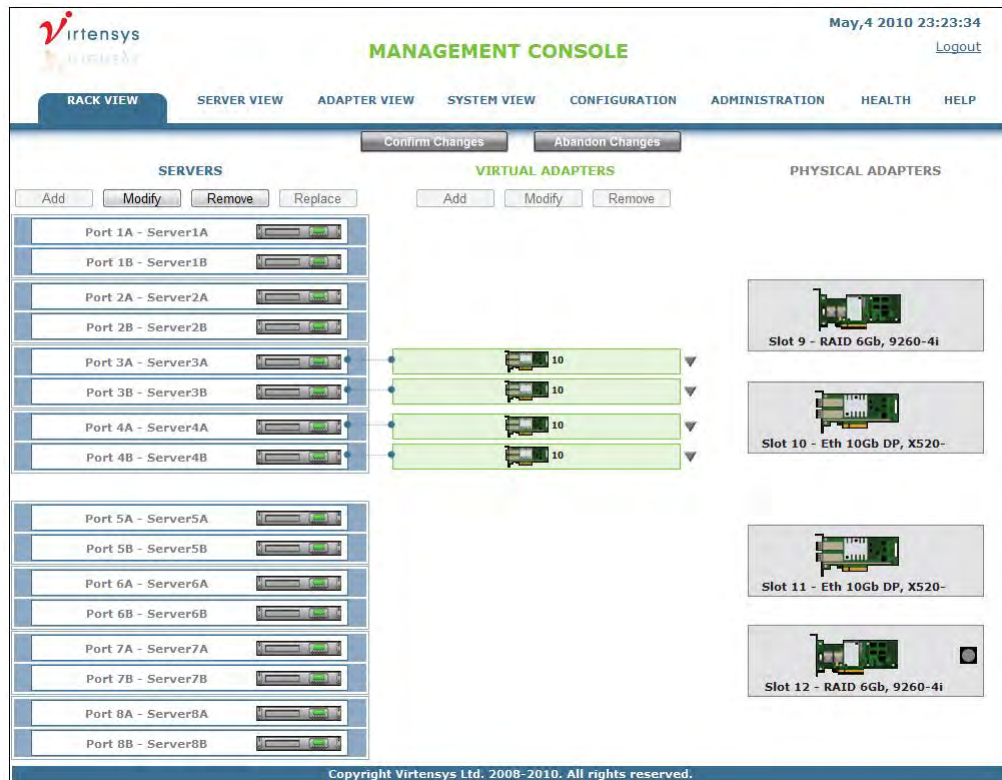 Virtensys
May,4 2010 23:23:34
MANAGEMENT CONSOLE
Logout
RACK VIEW SERVER VIEW ADAPTER VIEW SYSTEM VIEW CONFIGURATION ADMINISTRATION HEALTH HELP
Confirm Changes Abandon Changes
SERVERS VIRTUAL ADAPTERS PHYSICAL ADAPTERS
Add Modify Remove Replace Add Modify Remove
Port 1A - Server1A
Port 1B - Server1B
Port 2A - Server2A
Port 2B - Server2B
Slot 9 - RAID 6Gb, 9260-4i
Port 3A - Server3A 10
Port 3B - Server3B 10
Port 4A - Server4A 10
Slot 10 - Eth 10Gb DP, X520-
Port 4B - Server4B 10
Port 5A - Server5A
Port 5B - Server5B
Port 6A - Server6A
Slot 11 - Eth 10Gb DP, X520-
Port 6B - Server6B
Port 7A - Server7A
Port 7B - Server7B
Slot 12 - RAID 6Gb, 9260-4i
Port 8A - Server8A
Port 8B - Server8B
Copyright Virtensys Ltd. 2008-2010. All rights reserved.